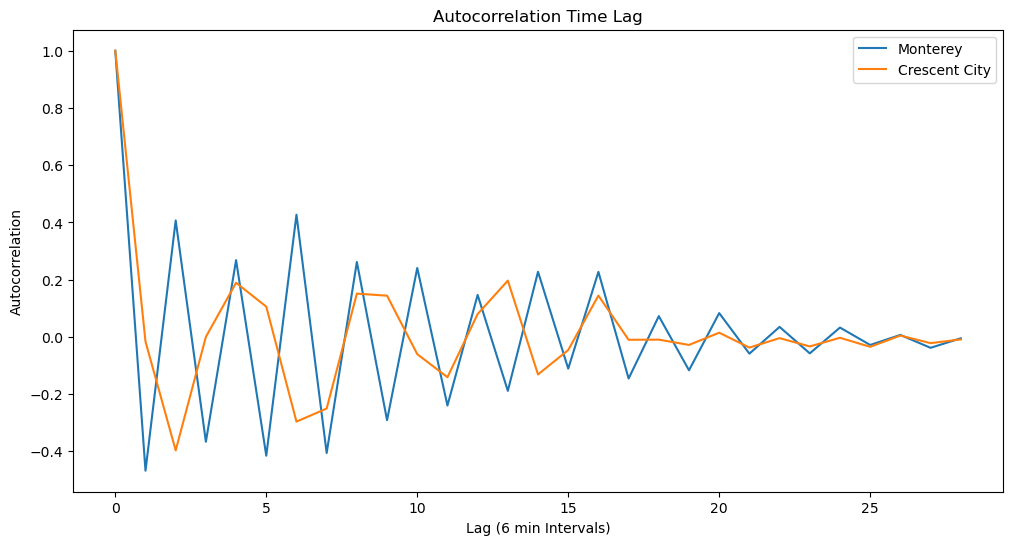 Autocorrelation Time Lag
Monterey
Crescent City
Autocorrelation
1.0
0.8
0.6
0.4
0.2
0.0
−0.2
−0.4
0
5
10
15
20
25
Lag (6 min Intervals)